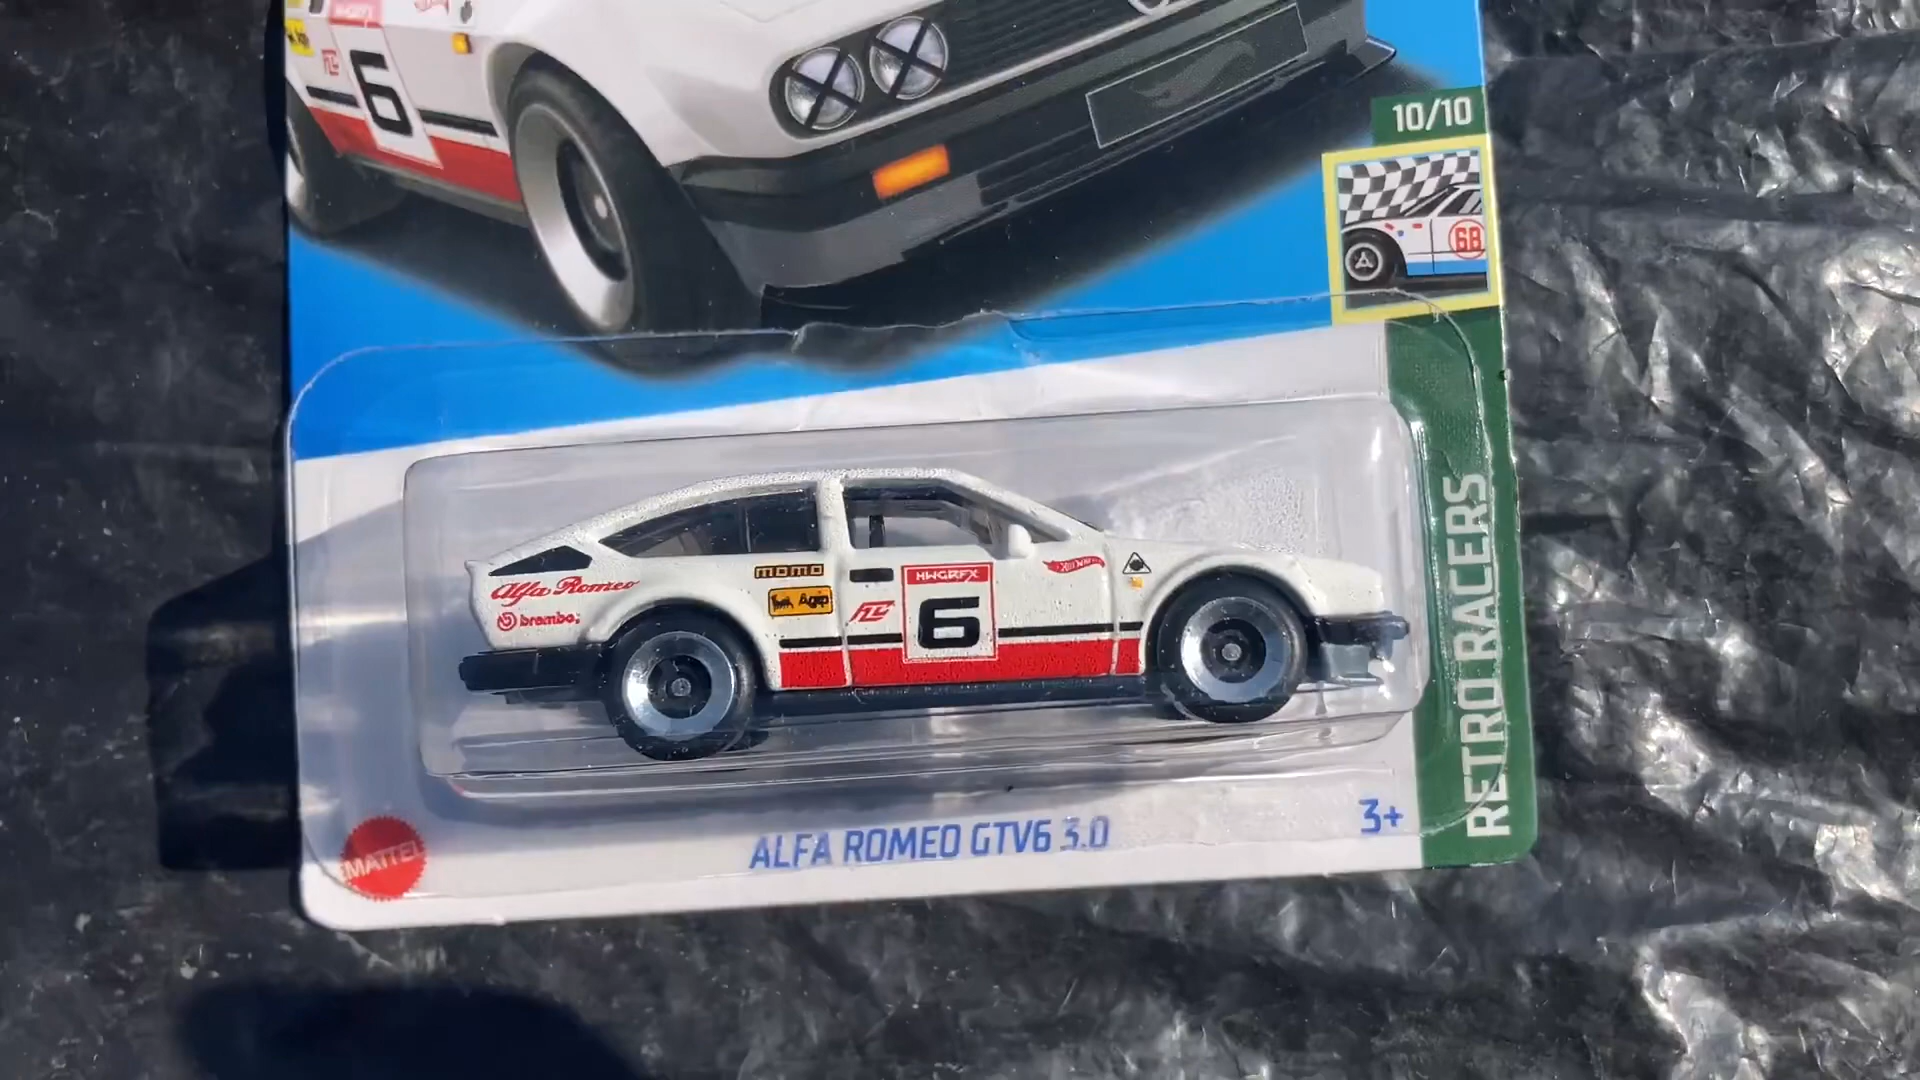 6
10/10
68
RETRO RACERS
Alfa Romeo
brembo
momo
Agip
HWGRFX
6
Hot Wheels
MATTEL
ALFA ROMEO GTV6 3.0
3+